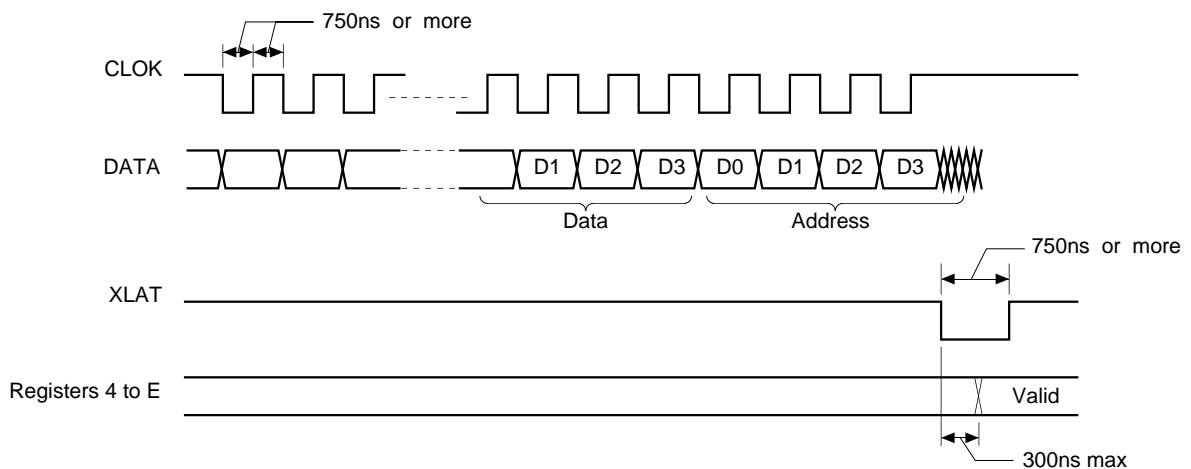 750ns or more
CLOK
DATA
D1 D2 D3 D0 D1 D2 D3
Data Address
750ns or more
XLAT
Registers 4 to E
Valid
300ns max